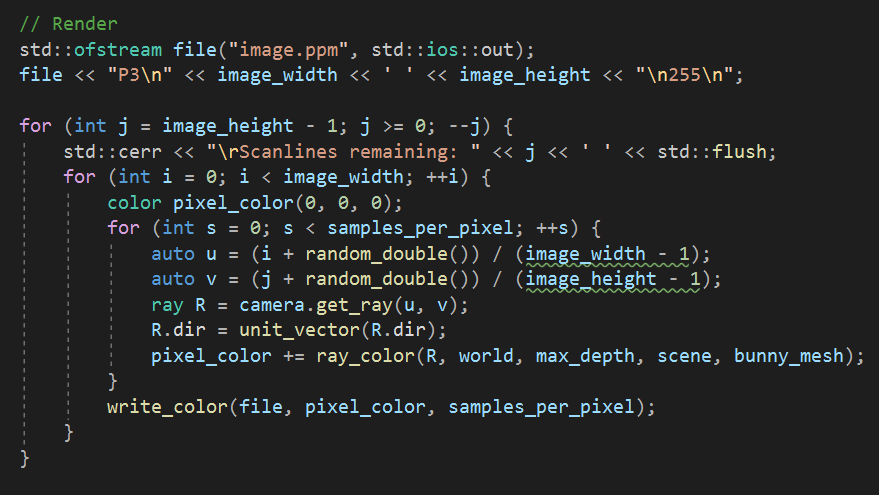 // Render
std::ofstream file("image.ppm", std::ios::out);
file << "P3\n" << image_width << ' ' << image_height << "\n255\n";

for (int j = image_height - 1; j >= 0; --j) {
    std::cerr << "\rScanlines remaining: " << j << ' ' << std::flush;
    for (int i = 0; i < image_width; ++i) {
        color pixel_color(0, 0, 0);
        for (int s = 0; s < samples_per_pixel; ++s) {
            auto u = (i + random_double()) / (image_width - 1);
            auto v = (j + random_double()) / (image_height - 1);
            ray R = camera.get_ray(u, v);
            R.dir = unit_vector(R.dir);
            pixel_color += ray_color(R, world, max_depth, scene, bunny_mesh);
        }
        write_color(file, pixel_color, samples_per_pixel);
    }
}